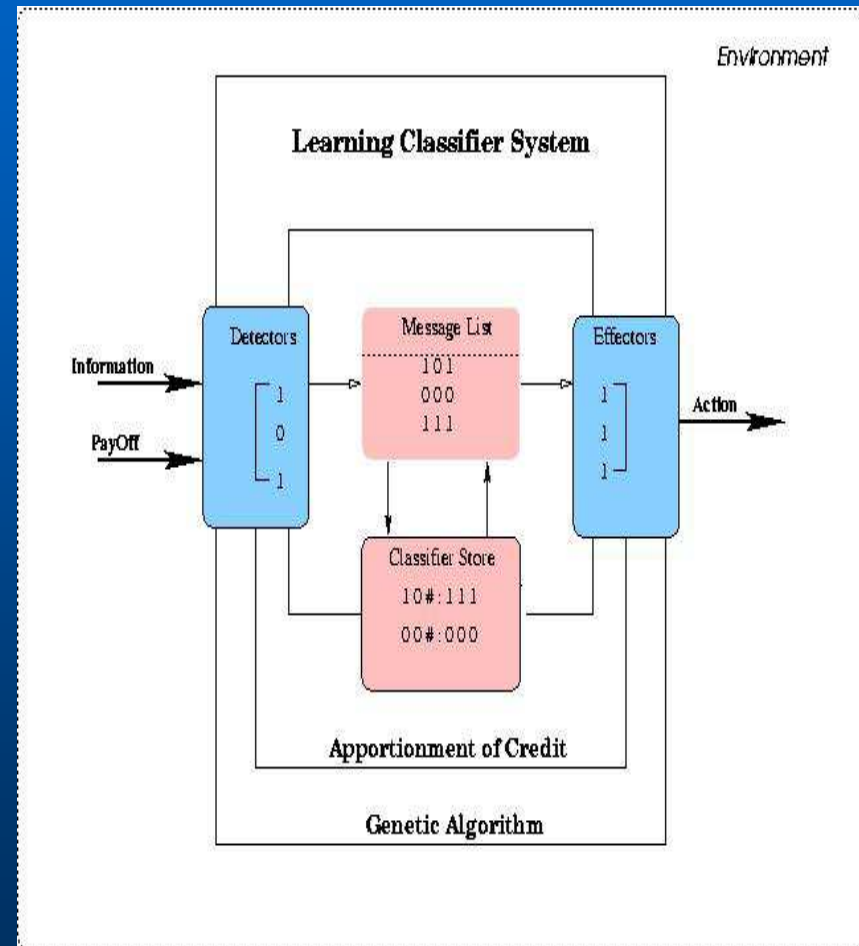 Environment
Learning Classifier System
Detectors
1
0
1
Message List
101
000
111
Effectors
1
1
1
Information
PayOff
Action
Classifier Store
10#:111
00#:000
Apportionment of Credit
Genetic Algorithm